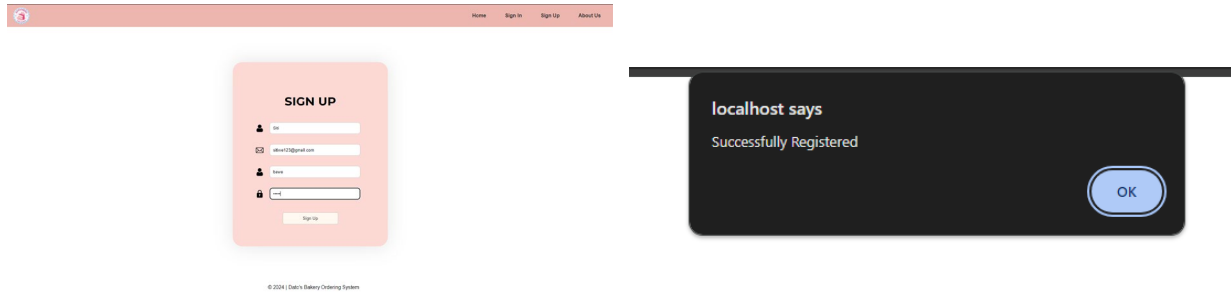 Home Sign In Sign Up About Us
SIGN UP
Sign Up
© 2024 | Dato's Bakery Ordering System
localhost says
Successfully Registered
OK